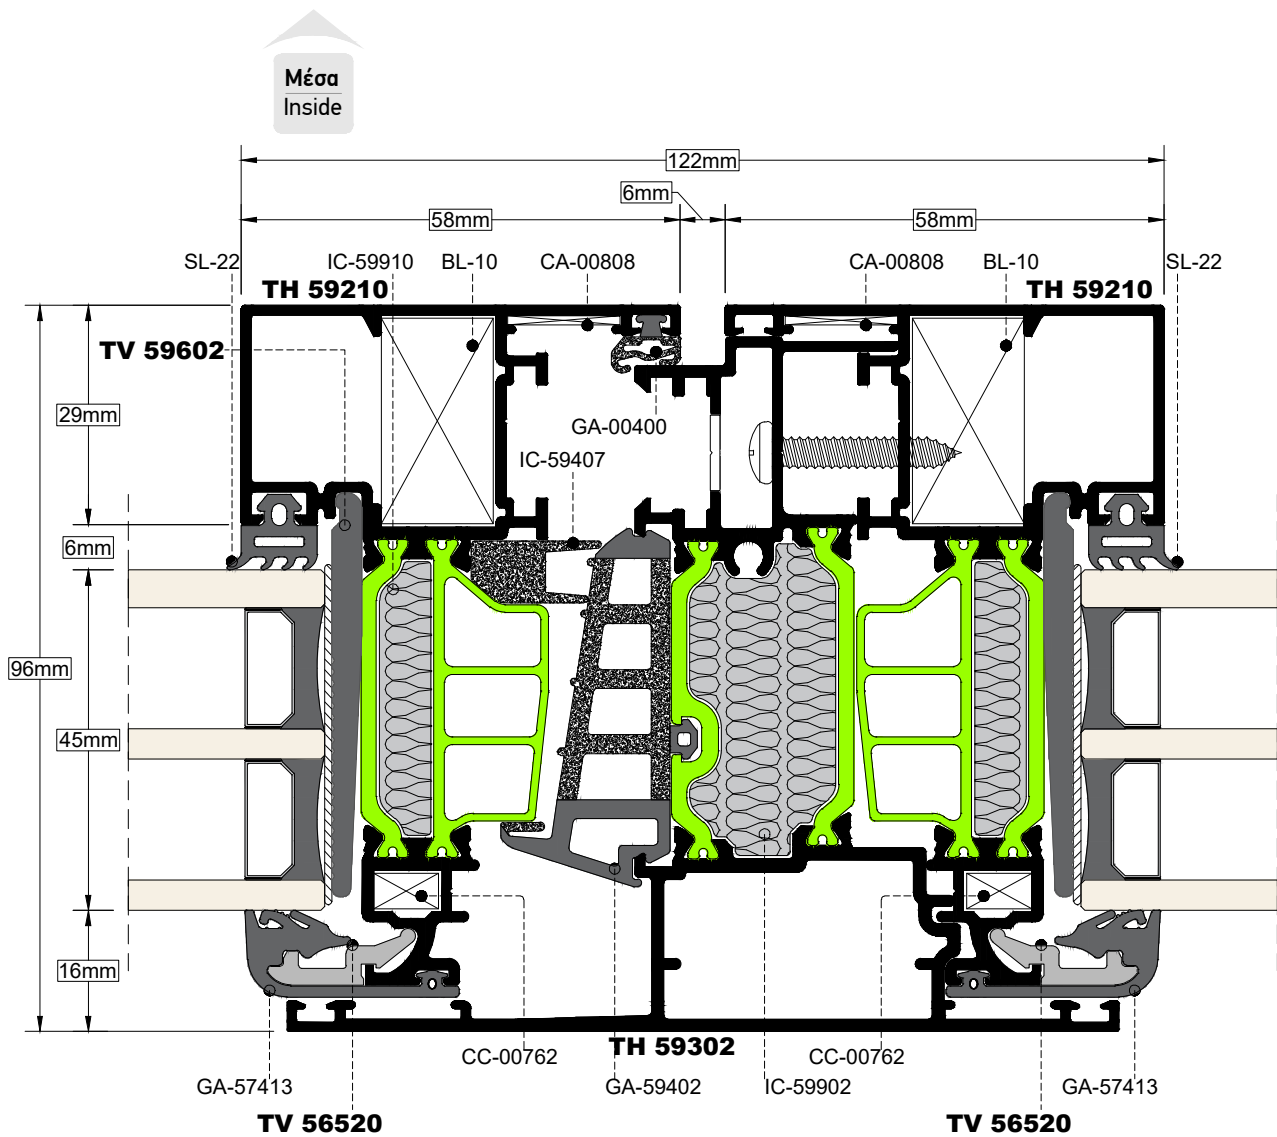 Μέσα
Inside
122mm
6mm
58mm
58mm
SL-22
IC-59910
BL-10
CA-00808
CA-00808
BL-10
SL-22
TH 59210
TH 59210
TV 59602
29mm
GA-00400
IC-59407
6mm
96mm
45mm
16mm
CC-00762
TH 59302
CC-00762
GA-57413
GA-59402
IC-59902
GA-57413
TV 56520
TV 56520